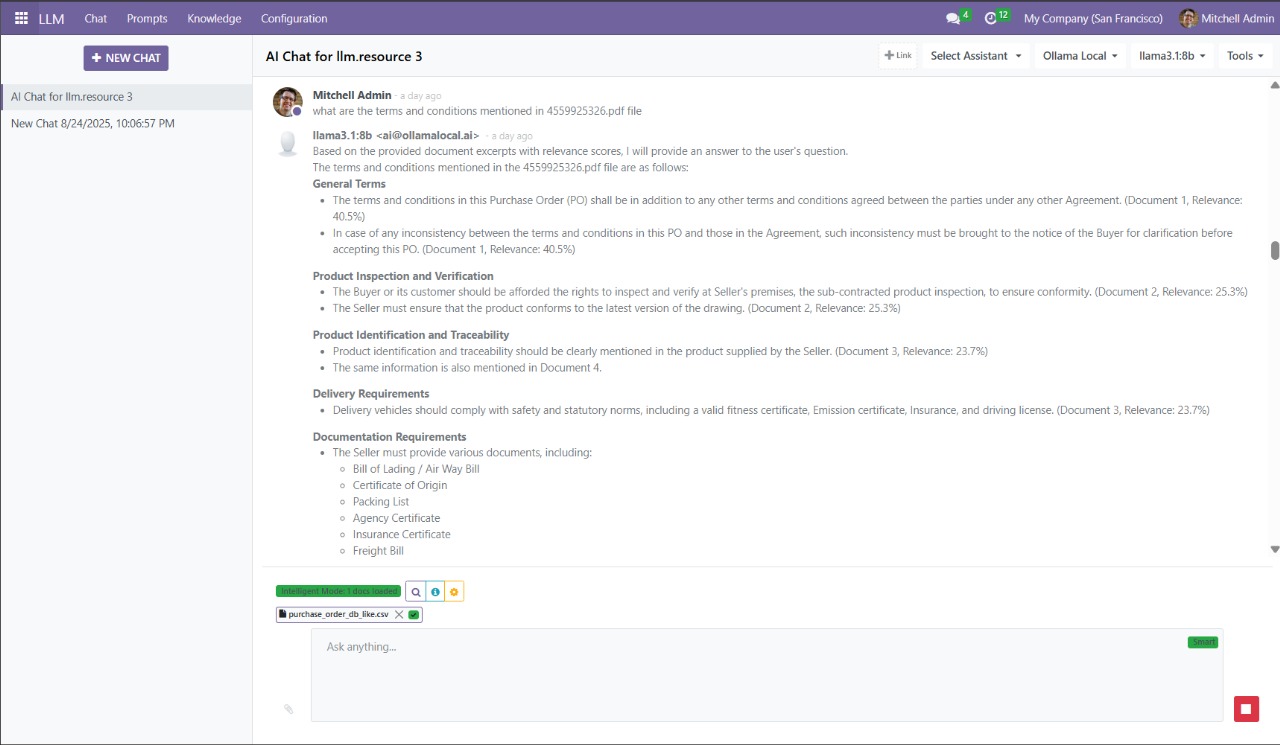 LLM Chat Prompts Knowledge Configuration 4 12 My Company (San Francisco) Mitchell Admin
+ NEW CHAT
AI Chat for llm.resource 3
New Chat 8/24/2025, 10:06:57 PM
AI Chat for llm.resource 3 + Link Select Assistant Ollama Local llama3.1:8b Tools
Mitchell Admin - a day ago
what are the terms and conditions mentioned in 4559925326.pdf file
llama3.1:8b <ai@ollamalocal.ai> - a day ago
Based on the provided document excerpts with relevance scores, I will provide an answer to the user's question.
The terms and conditions mentioned in the 4559925326.pdf file are as follows:
General Terms
• The terms and conditions in this Purchase Order (PO) shall be in addition to any other terms and conditions agreed between the parties under any other Agreement. (Document 1, Relevance:
40.5%)
• In case of any inconsistency between the terms and conditions in this PO and those in the Agreement, such inconsistency must be brought to the notice of the Buyer for clarification before
accepting this PO. (Document 1, Relevance: 40.5%)
Product Inspection and Verification
• The Buyer or its customer should be afforded the rights to inspect and verify at Seller's premises, the sub-contracted product inspection, to ensure conformity. (Document 2, Relevance: 25.3%)
• The Seller must ensure that the product conforms to the latest version of the drawing. (Document 2, Relevance: 25.3%)
Product Identification and Traceability
• Product identification and traceability should be clearly mentioned in the product supplied by the Seller. (Document 3, Relevance: 23.7%)
• The same information is also mentioned in Document 4.
Delivery Requirements
• Delivery vehicles should comply with safety and statutory norms, including a valid fitness certificate, Emission certificate, Insurance, and driving license. (Document 3, Relevance: 23.7%)
Documentation Requirements
• The Seller must provide various documents, including:
○ Bill of Lading / Air Way Bill
○ Certificate of Origin
○ Packing List
○ Agency Certificate
○ Insurance Certificate
○ Freight Bill
Intelligent Mode: 1 docs loaded
purchase_order_db_like.csv
Ask anything...
Smart